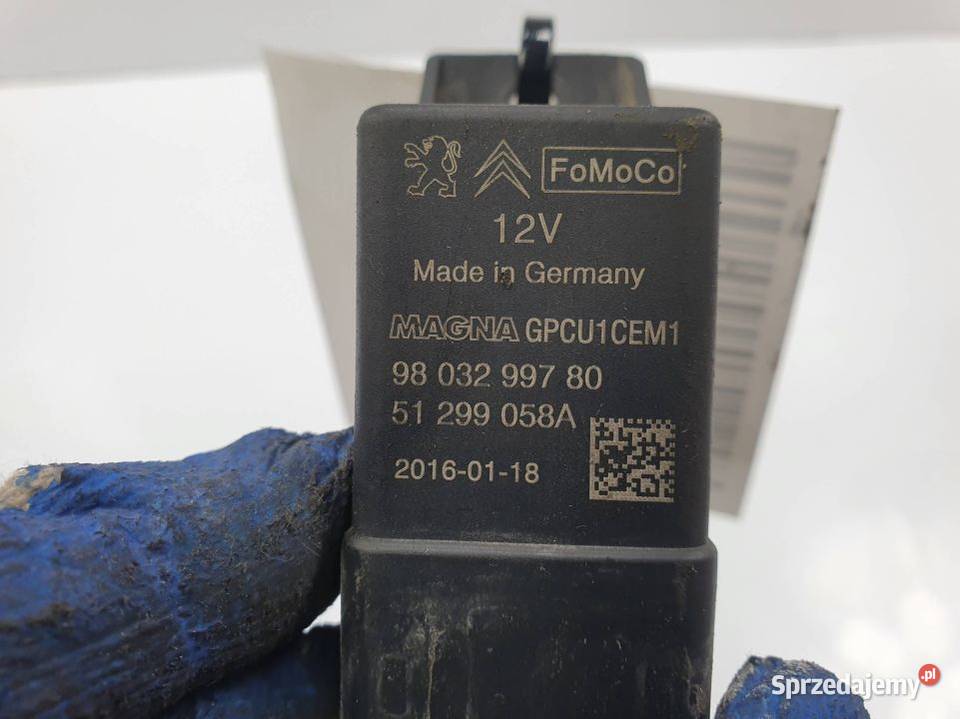 FoMoCo
12V
Made in Germany
MAGNA GPCU1CEM1
98 032 997 80
51 299 058A
2016-01-18
Sprzedajemy.pl